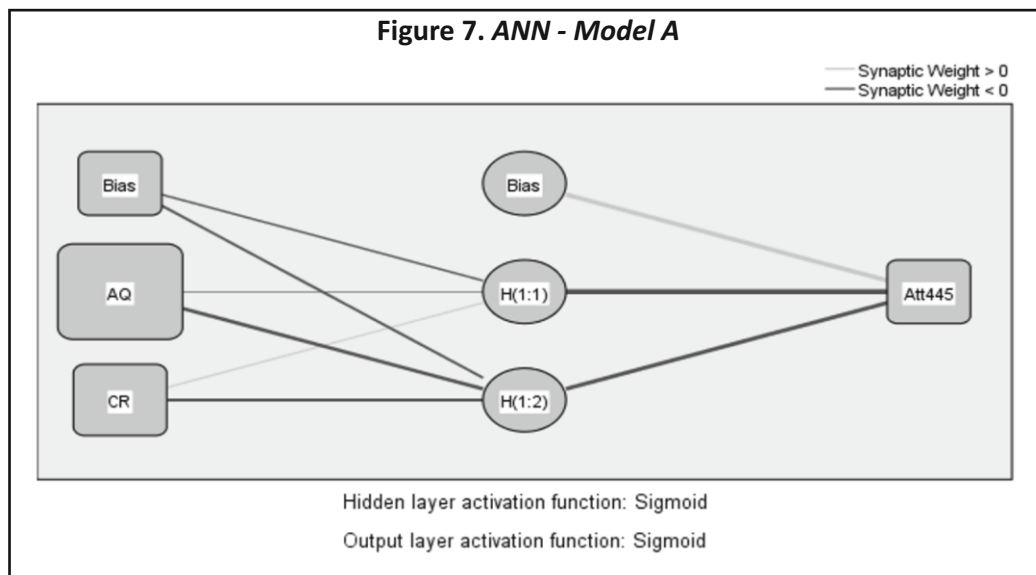 Figure 7. ANN - Model A
Synaptic Weight > 0
Synaptic Weight < 0
Bias
Bias
AQ
H(1:1)
Att445
CR
H(1:2)
Hidden layer activation function: Sigmoid
Output layer activation function: Sigmoid